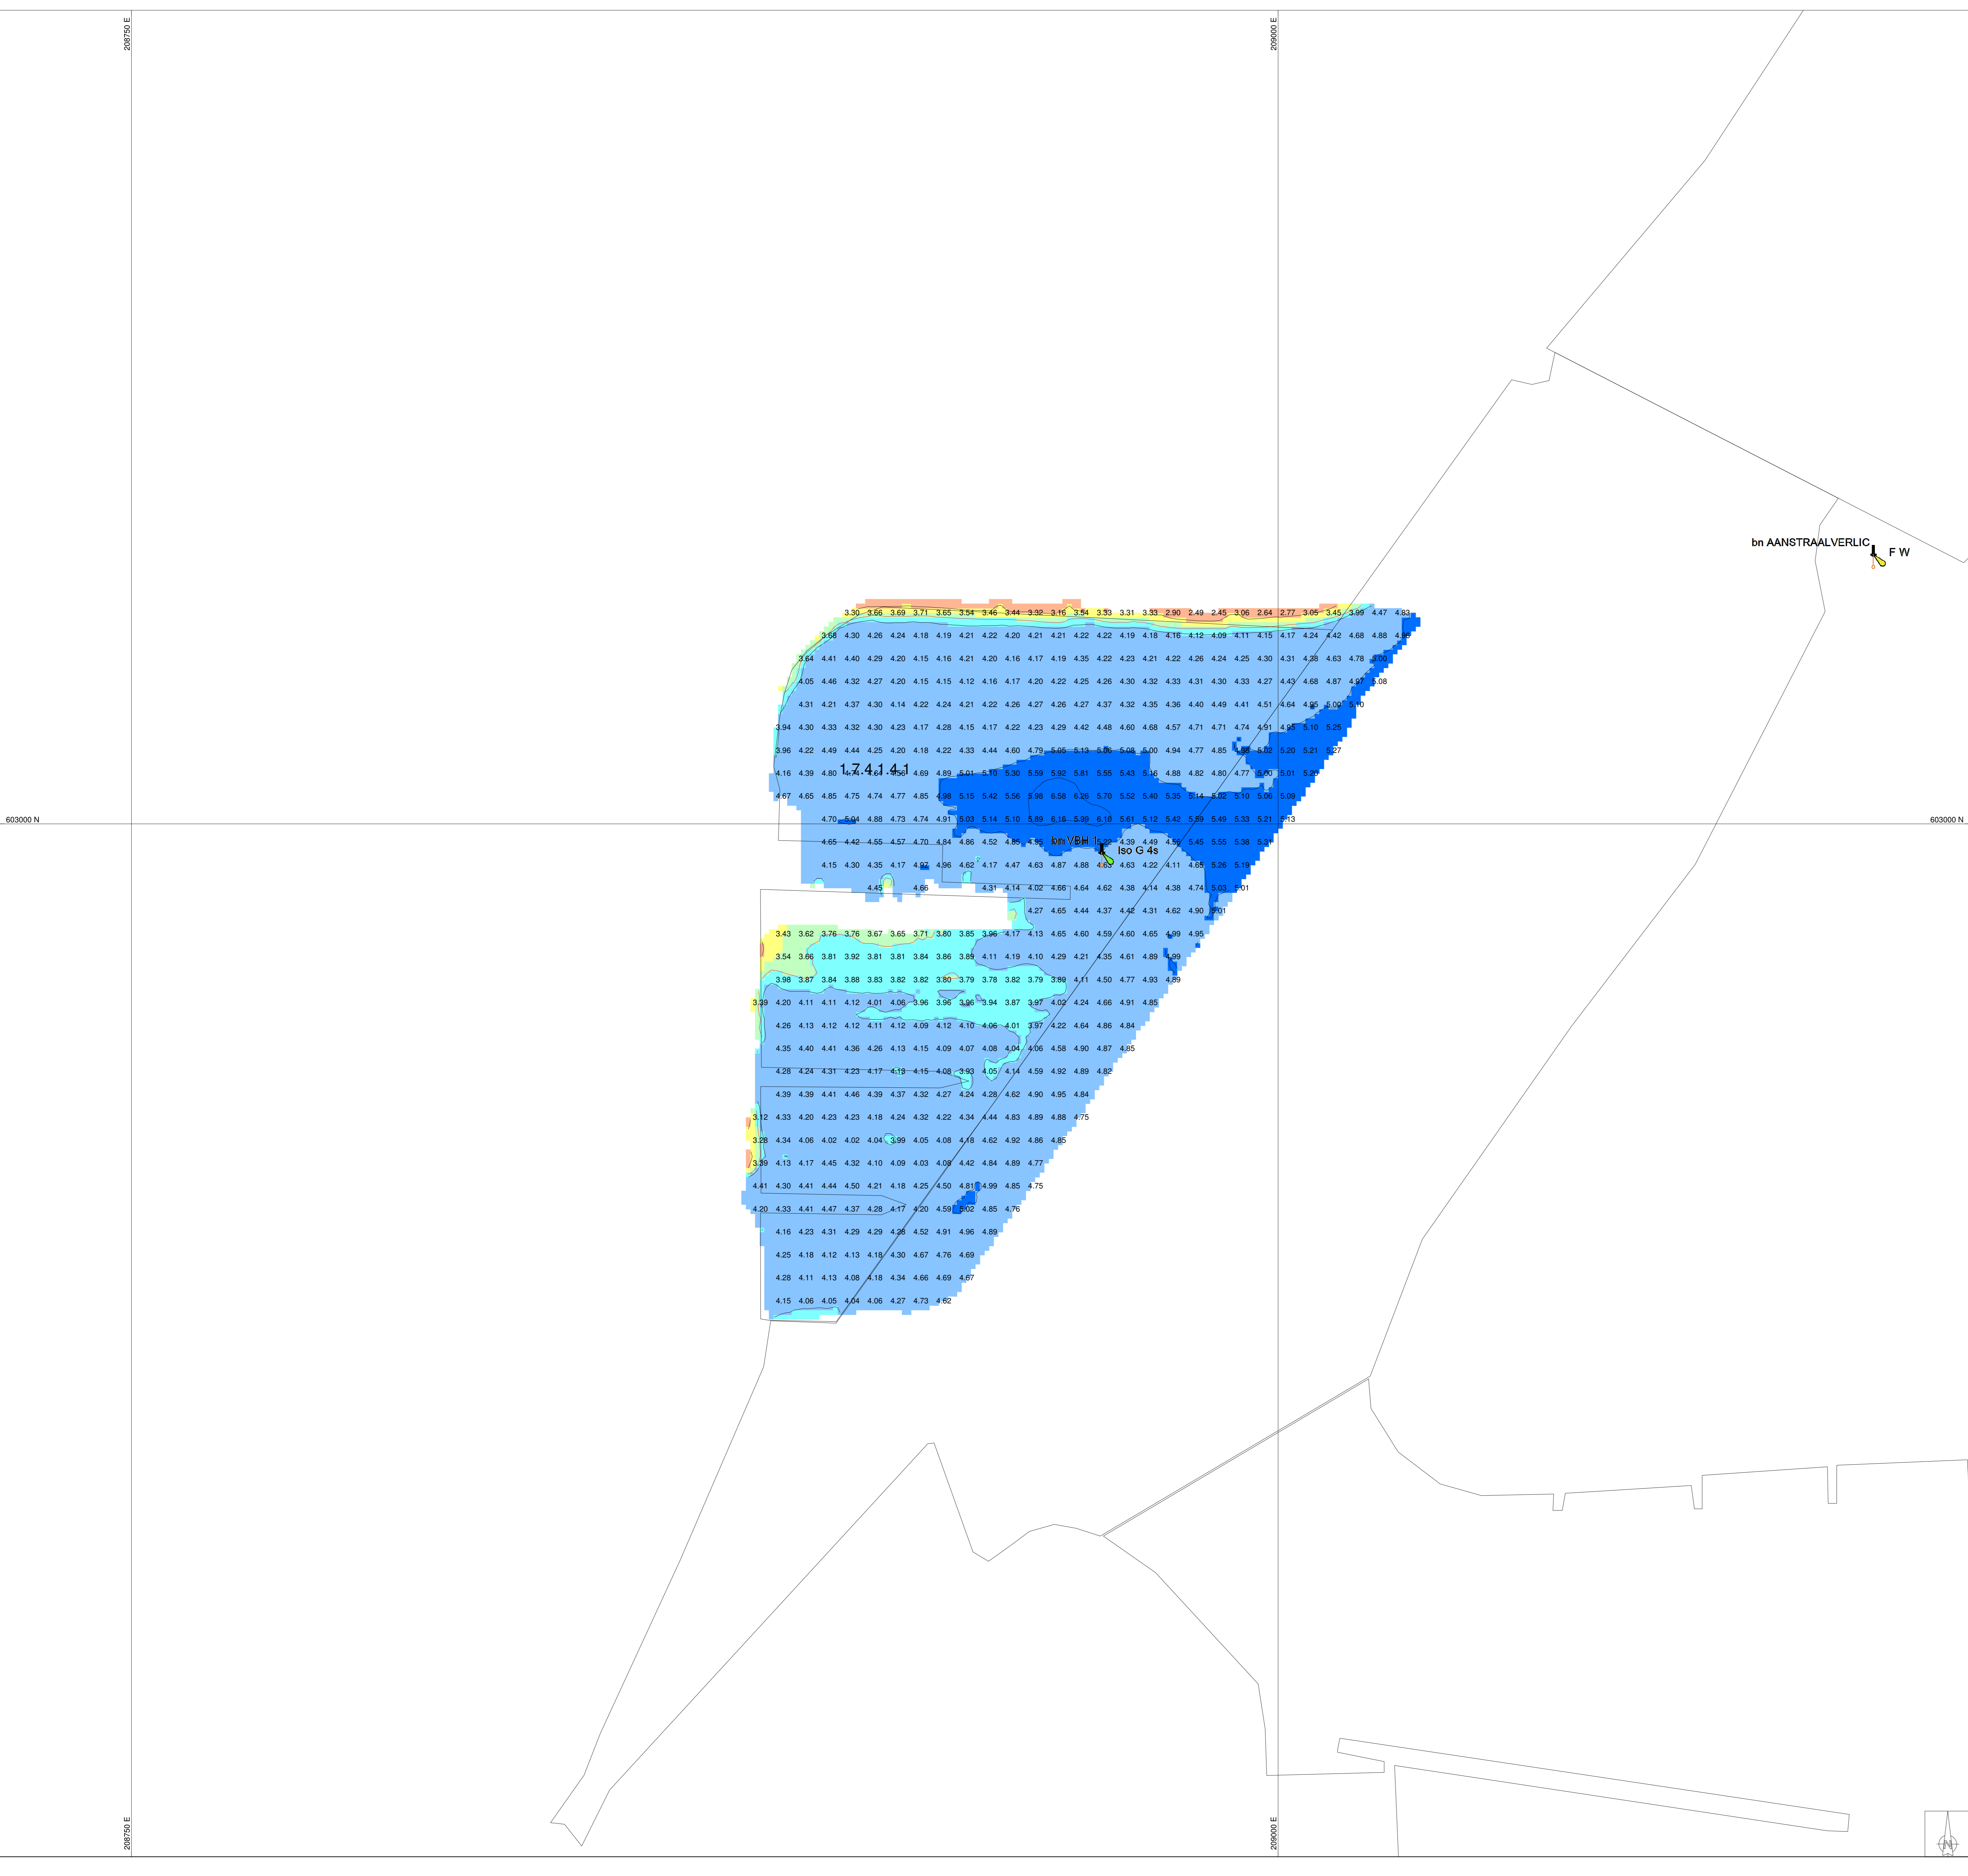 208750 E
209000 E
bn AANSTRAALVERLIC
F W
3.30 3.66 3.69 3.71 3.65 3.54 3.46 3.44 3.32 3.16 3.54 3.33 3.31 3.33 2.90 2.49 2.45 3.06 2.64 2.77 3.05 3.45 3.99 4.47 4.83
3.68 4.30 4.26 4.24 4.18 4.19 4.21 4.22 4.20 4.21 4.21 4.22 4.22 4.19 4.18 4.16 4.12 4.09 4.11 4.15 4.17 4.24 4.42 4.68 4.88
3.64 4.41 4.40 4.29 4.20 4.15 4.16 4.21 4.20 4.16 4.17 4.19 4.35 4.22 4.23 4.21 4.22 4.26 4.24 4.25 4.30 4.31 4.38 4.63 4.78 5.00
4.05 4.46 4.32 4.27 4.20 4.15 4.15 4.12 4.16 4.17 4.20 4.22 4.25 4.26 4.30 4.32 4.33 4.31 4.30 4.33 4.27 4.43 4.68 4.87 4.97 5.08
4.31 4.21 4.37 4.30 4.14 4.22 4.24 4.21 4.22 4.26 4.27 4.26 4.27 4.37 4.32 4.35 4.36 4.40 4.49 4.41 4.51 4.64 4.95 5.00 5.10
3.94 4.30 4.33 4.32 4.30 4.23 4.17 4.28 4.15 4.17 4.22 4.23 4.29 4.42 4.48 4.60 4.68 4.57 4.71 4.71 4.74 4.91 4.95 5.10 5.25
3.96 4.22 4.49 4.44 4.25 4.20 4.18 4.22 4.33 4.44 4.60 4.79 5.05 5.13 5.06 5.08 5.00 4.94 4.77 4.85 4.98 5.02 5.20 5.21 5.27
1.7.4.1.4.1
4.16 4.39 4.80 4.74 4.64 4.56 4.69 4.89 5.01 5.10 5.30 5.59 5.92 5.81 5.55 5.43 5.16 4.88 4.82 4.80 4.77 5.00 5.01 5.20
4.67 4.65 4.85 4.75 4.74 4.77 4.85 4.98 5.15 5.42 5.56 5.98 6.58 6.26 5.70 5.52 5.40 5.35 5.14 5.02 5.10 5.06 5.09
603000 N
4.70 5.04 4.88 4.73 4.74 4.91 5.03 5.14 5.10 5.89 6.16 5.99 6.10 5.61 5.12 5.42 5.59 5.49 5.33 5.21 5.13
603000 N
4.65 4.42 4.55 4.57 4.70 4.84 4.86 4.52 4.85 4.95 bn VBH 1 5.22 4.39 4.49 4.56 5.45 5.55 5.38 5.31
Iso G 4s
4.15 4.30 4.35 4.17 4.97 4.96 4.62 4.17 4.47 4.63 4.87 4.88 4.63 4.63 4.22 4.11 4.65 5.26 5.19
4.45 4.66 4.31 4.14 4.02 4.66 4.64 4.62 4.38 4.14 4.38 4.74 5.03 5.01
4.27 4.65 4.44 4.37 4.42 4.31 4.62 4.90 5.01
3.43 3.62 3.76 3.76 3.67 3.65 3.71 3.80 3.85 3.96 4.17 4.13 4.65 4.60 4.59 4.60 4.65 4.99 4.95
3.54 3.66 3.81 3.92 3.81 3.81 3.84 3.86 3.89 4.11 4.19 4.10 4.29 4.21 4.35 4.61 4.89 4.99
3.98 3.87 3.84 3.88 3.83 3.82 3.82 3.80 3.79 3.78 3.82 3.79 3.89 4.11 4.50 4.77 4.93 4.89
3.39 4.20 4.11 4.11 4.12 4.01 4.06 3.96 3.96 3.96 3.94 3.87 3.97 4.02 4.24 4.66 4.91 4.85
4.26 4.13 4.12 4.12 4.11 4.12 4.09 4.12 4.10 4.06 4.01 3.97 4.22 4.64 4.86 4.84
4.35 4.40 4.41 4.36 4.26 4.13 4.15 4.09 4.07 4.08 4.04 4.06 4.58 4.90 4.87 4.85
4.28 4.24 4.31 4.23 4.17 4.13 4.15 4.08 3.93 4.05 4.14 4.59 4.92 4.89 4.82
4.39 4.39 4.41 4.46 4.39 4.37 4.32 4.27 4.24 4.28 4.62 4.90 4.95 4.84
3.12 4.33 4.20 4.23 4.23 4.18 4.24 4.32 4.22 4.34 4.44 4.83 4.89 4.88 4.75
3.28 4.34 4.06 4.02 4.02 4.04 3.99 4.05 4.08 4.18 4.62 4.92 4.86 4.85
3.39 4.13 4.17 4.45 4.32 4.10 4.09 4.03 4.08 4.42 4.84 4.89 4.77
4.41 4.30 4.41 4.44 4.50 4.21 4.18 4.25 4.50 4.81 4.99 4.85 4.75
4.20 4.33 4.41 4.47 4.37 4.28 4.17 4.20 4.59 5.02 4.85 4.76
4.16 4.23 4.31 4.29 4.29 4.28 4.52 4.91 4.96 4.89
4.25 4.18 4.12 4.13 4.18 4.30 4.67 4.76 4.69
4.28 4.11 4.13 4.08 4.18 4.34 4.66 4.69 4.67
4.15 4.06 4.05 4.04 4.06 4.27 4.73 4.62
208750 E
209000 E
N